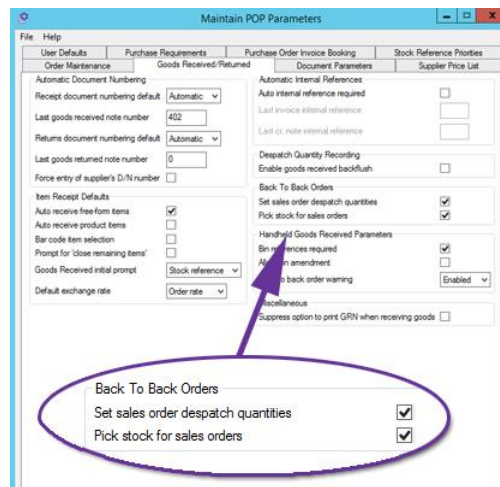 Maintain POP Parameters
File Help
User Defaults Purchase Requirements Purchase Order Invoice Booking Stock Reference Priorities
Order Maintenance Goods Received/Returned Document Parameters Supplier Price List
Automatic Document Numbering
Receipt document numbering default Automatic
Last goods received note number 402
Returns document numbering default Automatic
Last goods returned note number 0
Force entry of supplier's D/N number
Item Receipt Defaults
Auto receive free-form items
Auto receive product items
Bar code item selection
Prompt for 'close remaining items'
Goods Received initial prompt Stock reference
Default exchange rate Order rate
Automatic Internal References
Auto internal reference required
Last invoice internal reference
Last cr. note internal reference
Despatch Quantity Recording
Enable goods received backflush
Back To Back Orders
Set sales order despatch quantities
Pick stock for sales orders
Handheld Goods Received Parameters
Bin references required
amendment
back order warning Enabled
Miscellaneous
Suppress option to print GRN when receiving goods
Back To Back Orders
Set sales order despatch quantities
Pick stock for sales orders